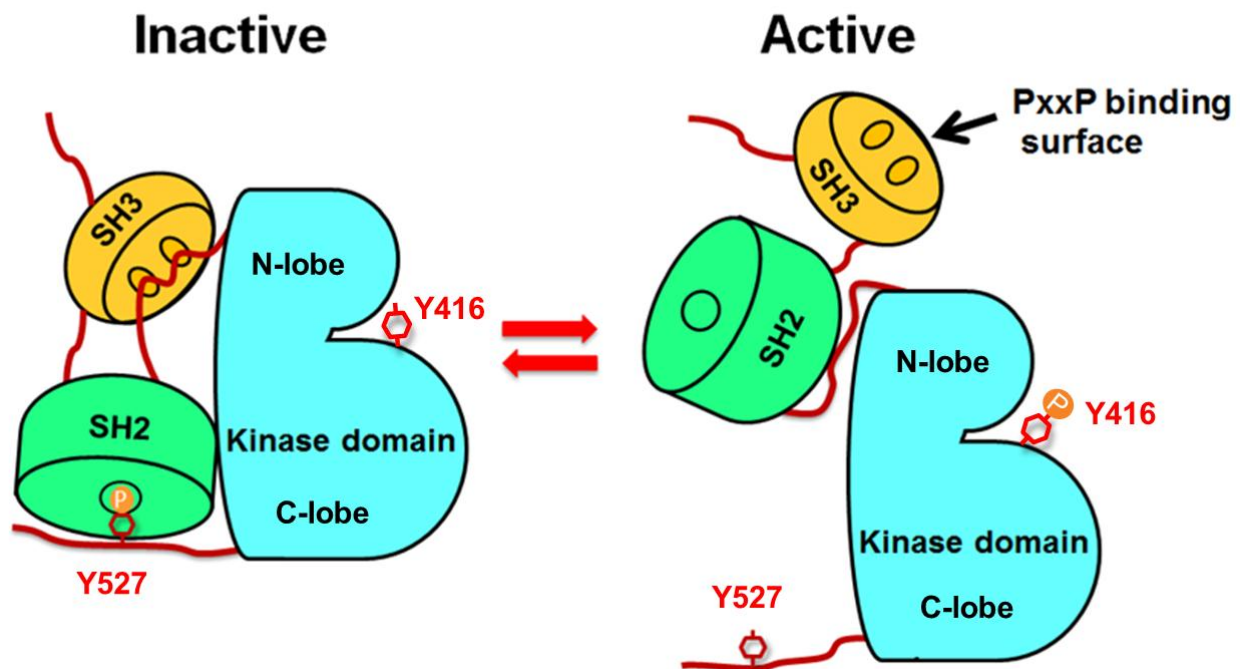 Inactive
Active
PxxP binding
surface
SH3
SH3
N-lobe
Y416
SH2
SH2
N-lobe
P
Y416
Kinase domain
C-lobe
P
Y527
Kinase domain
C-lobe
Y527